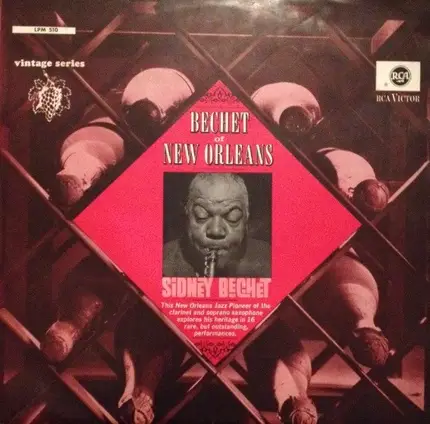 LPM 510
vintage series
RCA
RCA VICTOR
BECHET
of
NEW ORLEANS
SIDNEY BECHET
This New Orleans Jazz Pioneer of the
clarinet and soprano saxophone
explores his heritage in 16
rare, but outstanding,
performances.